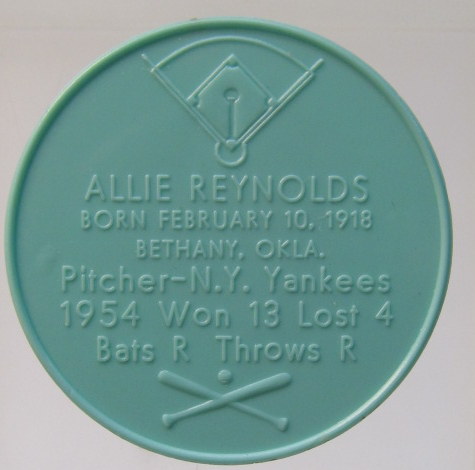 ALLIE REYNOLDS
BORN FEBRUARY 10, 1918
BETHANY, OKLA.
Pitcher-N.Y. Yankees
1954 Won 13 Lost 4
Bats R Throws R